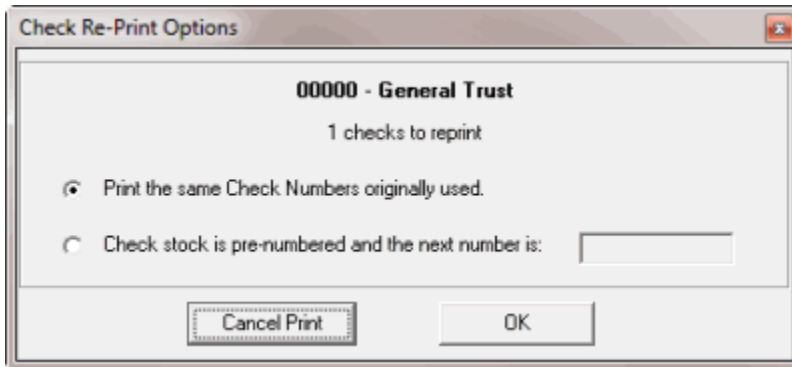 Check Re-Print Options
00000 - General Trust
1 checks to reprint
Print the same Check Numbers originally used.
Check stock is pre-numbered and the next number is:
Cancel Print OK